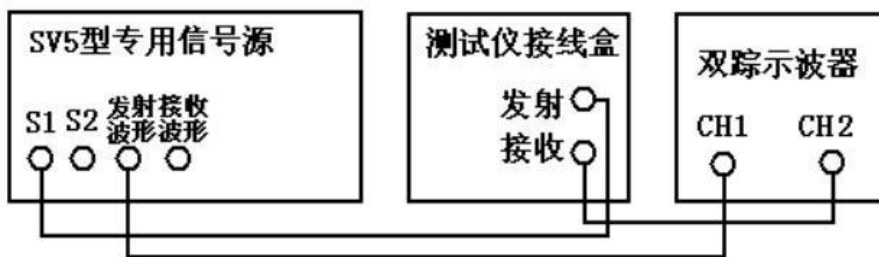 SV5型专用信号源
S1 S2 发射波形 接收波形
测试仪接线盒
发射
接收
双踪示波器
CH1 CH2